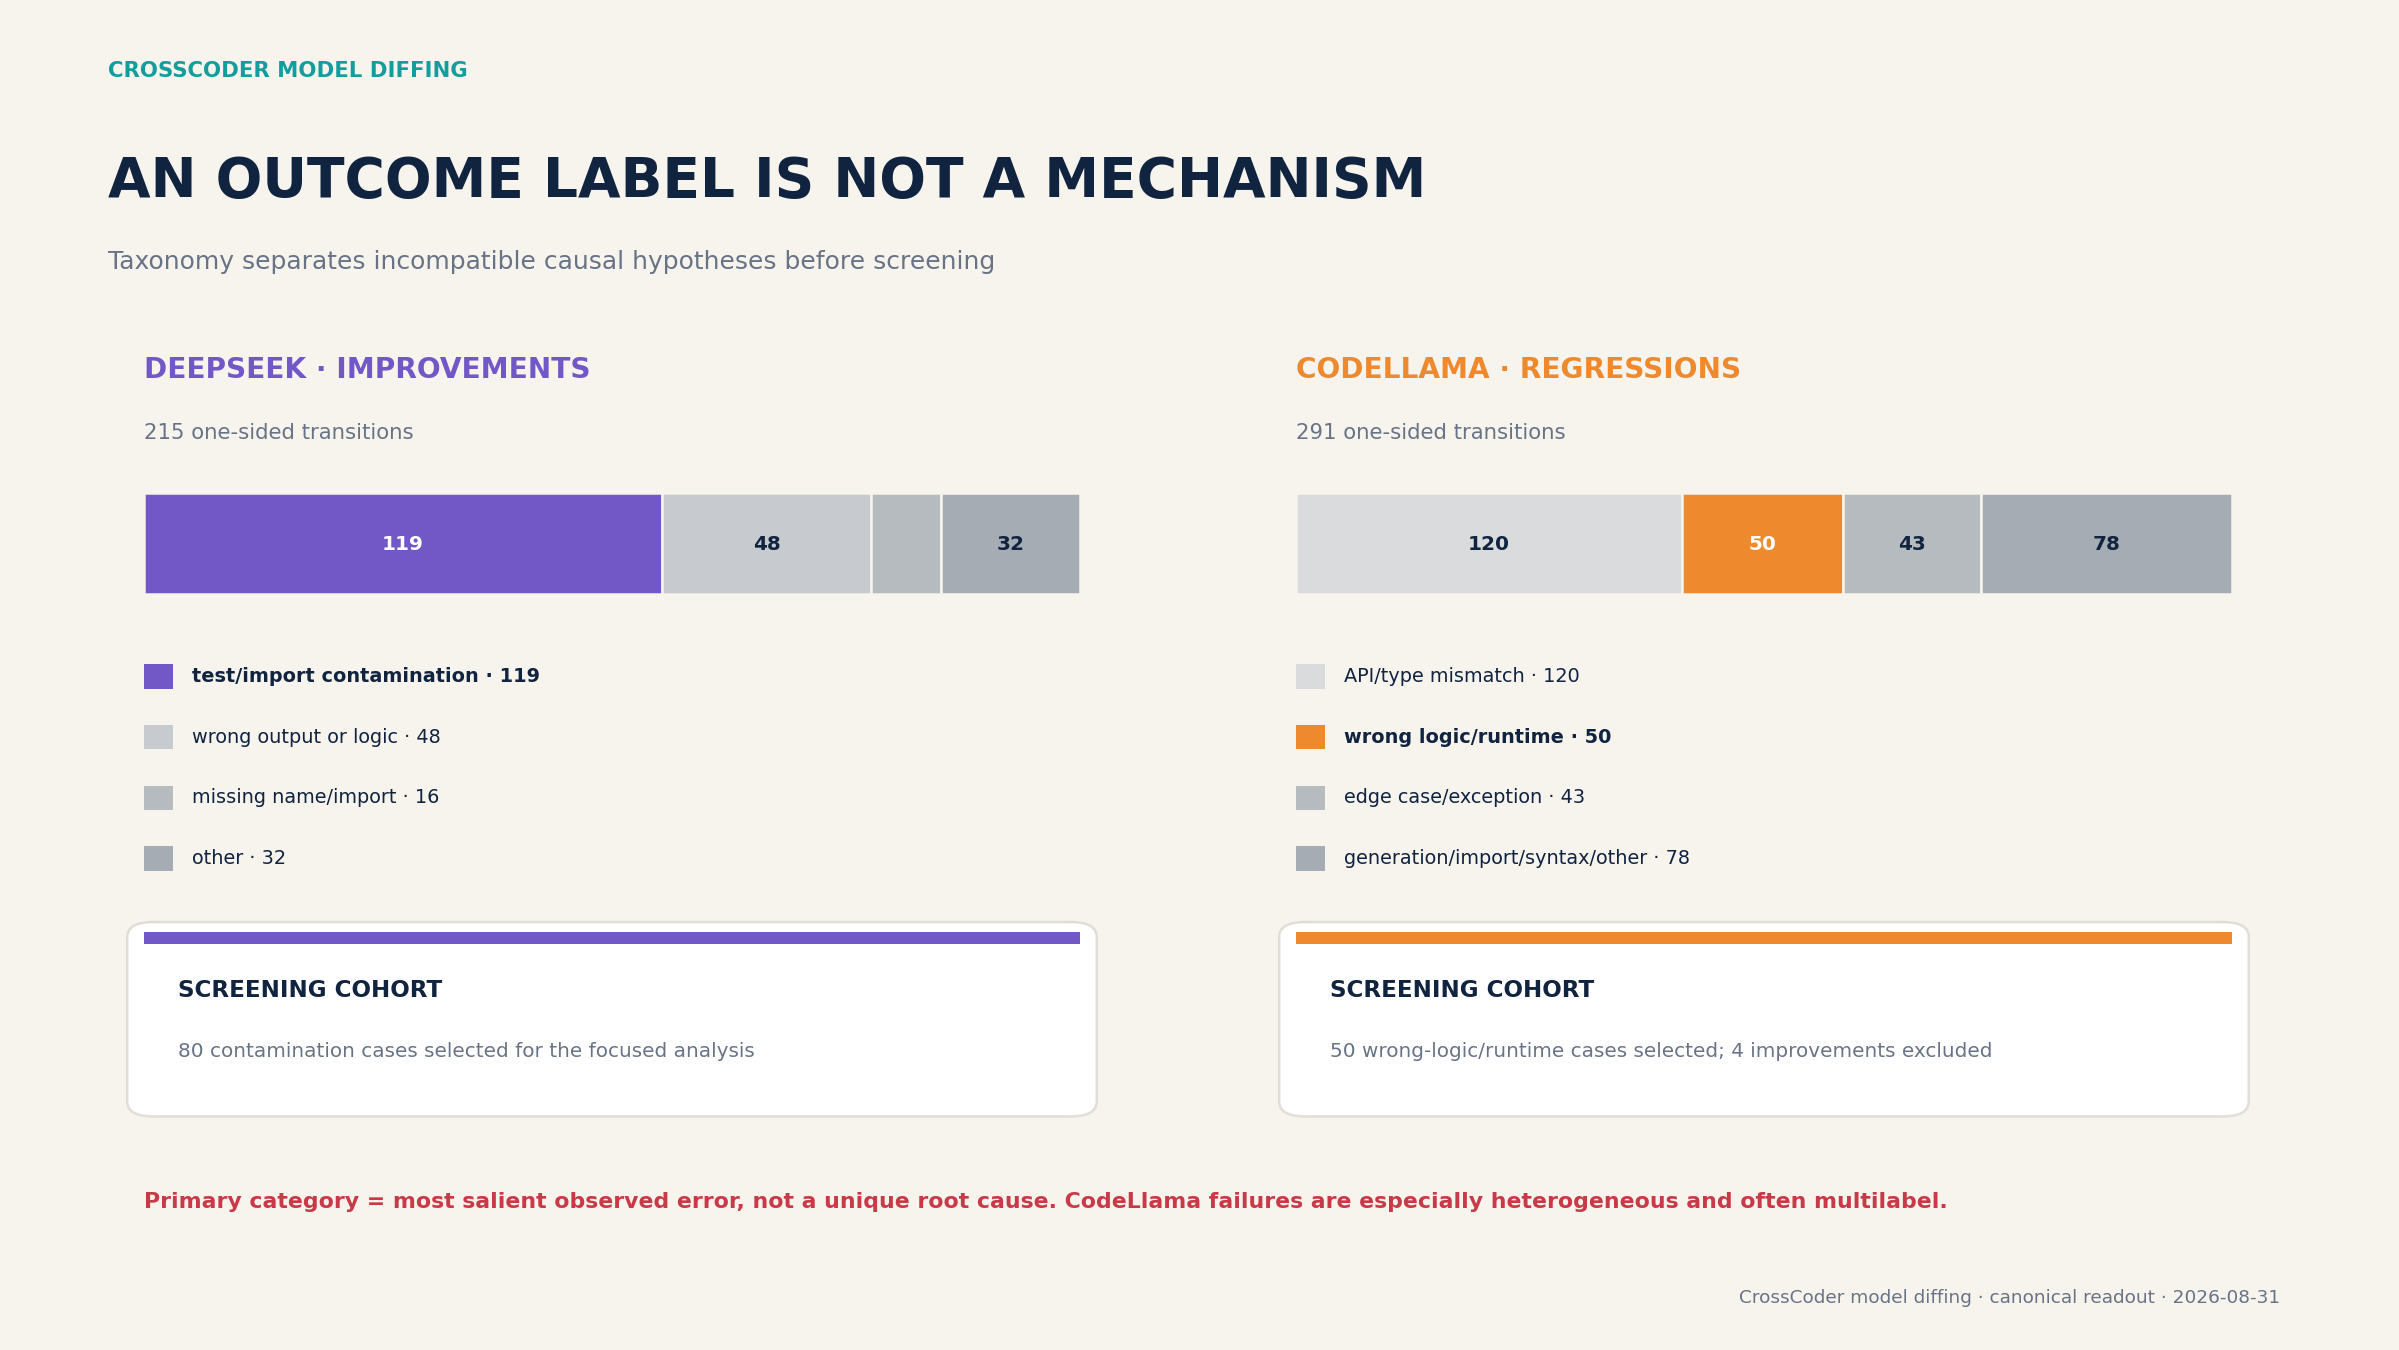 CROSSCODER MODEL DIFFING
AN OUTCOME LABEL IS NOT A MECHANISM
Taxonomy separates incompatible causal hypotheses before screening
DEEPSEEK · IMPROVEMENTS
215 one-sided transitions
119
48
32
test/import contamination · 119
wrong output or logic · 48
missing name/import · 16
other · 32
SCREENING COHORT
80 contamination cases selected for the focused analysis
CODELLAMA · REGRESSIONS
291 one-sided transitions
120
50
43
78
API/type mismatch · 120
wrong logic/runtime · 50
edge case/exception · 43
generation/import/syntax/other · 78
SCREENING COHORT
50 wrong-logic/runtime cases selected; 4 improvements excluded
Primary category = most salient observed error, not a unique root cause. CodeLlama failures are especially heterogeneous and often multilabel.
CrossCoder model diffing · canonical readout · 2026-08-31